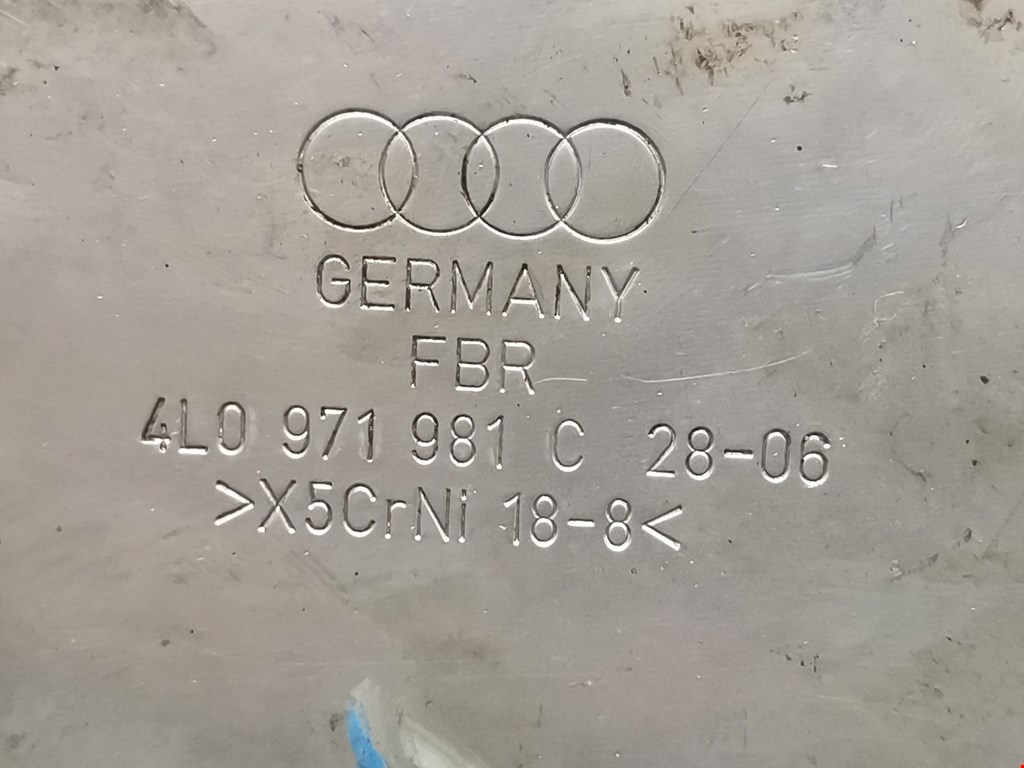 GERMANY
FBR
4L0 971 981 C 28-06
>X5CrNi 18-8<